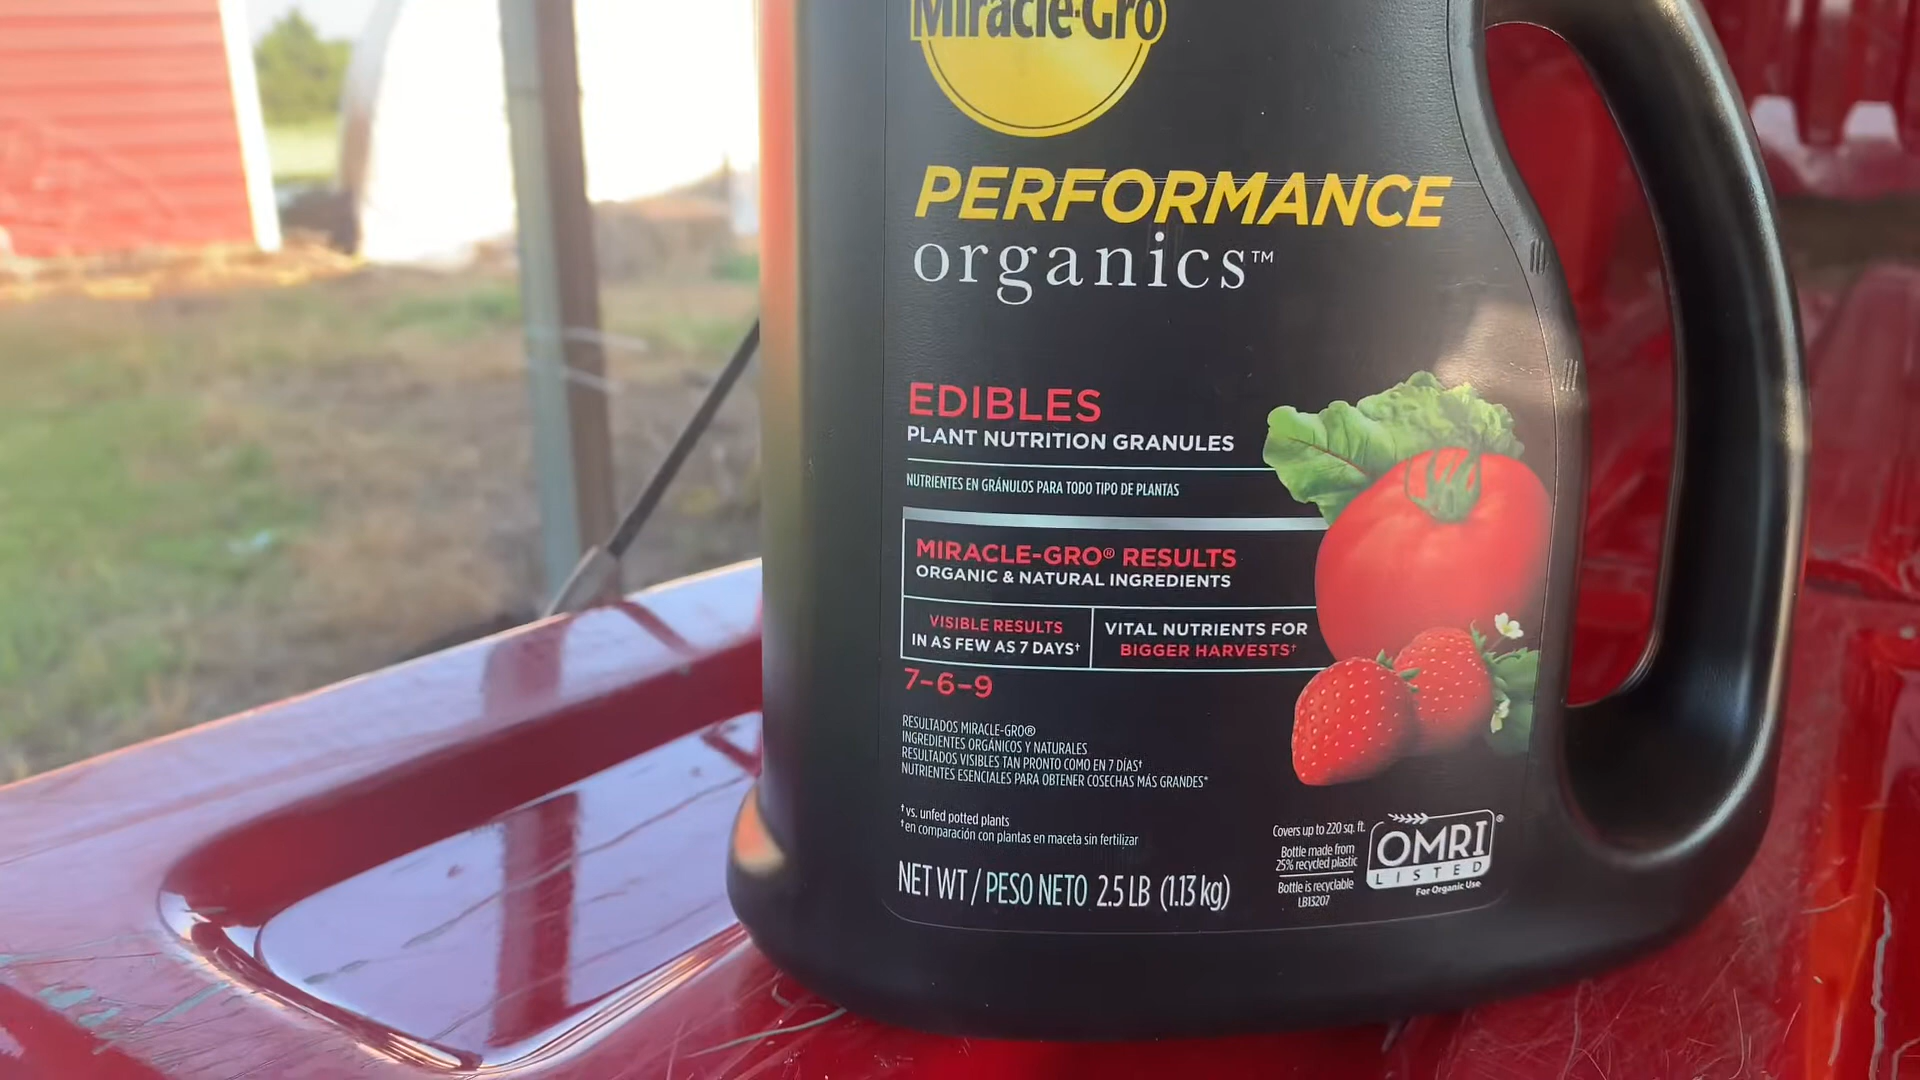 Miracle-Gro
PERFORMANCE
organics™
EDIBLES
PLANT NUTRITION GRANULES
NUTRIENTES EN GRÁNULOS PARA TODO TIPO DE PLANTAS
MIRACLE-GRO® RESULTS
ORGANIC & NATURAL INGREDIENTS
VISIBLE RESULTS
IN AS FEW AS 7 DAYS†
VITAL NUTRIENTS FOR
BIGGER HARVESTS†
7-6-9
RESULTADOS MIRACLE-GRO®
INGREDIENTES ORGÁNICOS Y NATURALES
RESULTADOS VISIBLES TAN PRONTO COMO EN 7 DÍAS†
NUTRIENTES ESENCIALES PARA OBTENER COSECHAS MÁS GRANDES*
†vs. unfed potted plants
†en comparación con plantas en maceta sin fertilizar
NET WT / PESO NETO 2.5 LB (1.13 kg)
Covers up to 220 sq. ft.
Bottle made from
25% recycled plastic
Bottle is recyclable
LB13207
OMRI®
LISTED
For Organic Use